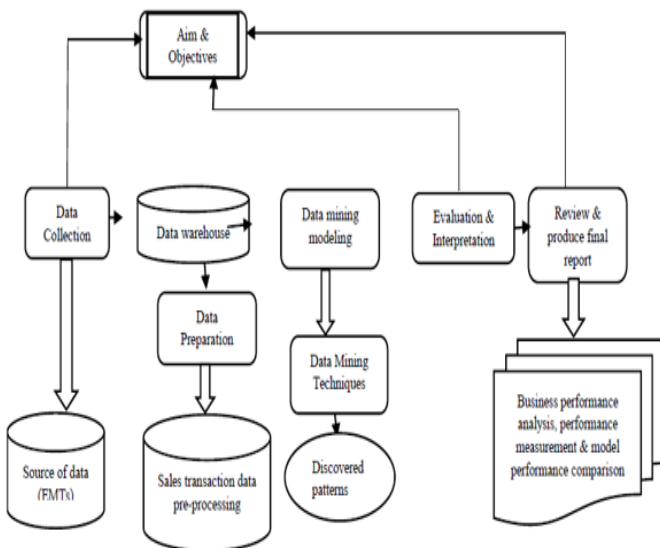 Aim &
Objectives
Data
Collection
Data warehouse
Data mining
modeling
Evaluation &
Interpretation
Review &
produce final
report
Data
Preparation
Data Mining
Techniques
Source of data
(EMTs)
Sales transaction data
pre-processing
Discovered
patterns
Business performance
analysis, performance
measurement & model
performance comparison